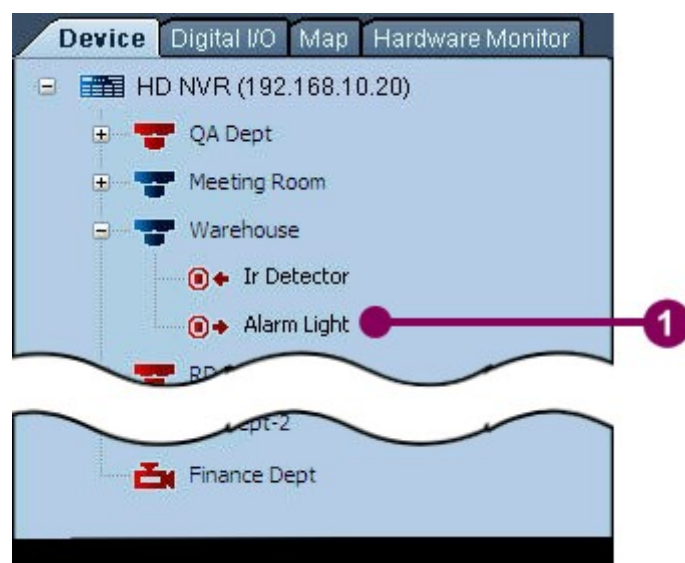 Device Digital I/O Map Hardware Monitor
HD NVR (192.168.10.20)
QA Dept
Meeting Room
Warehouse
Ir Detector
Alarm Light 1
Finance Dept